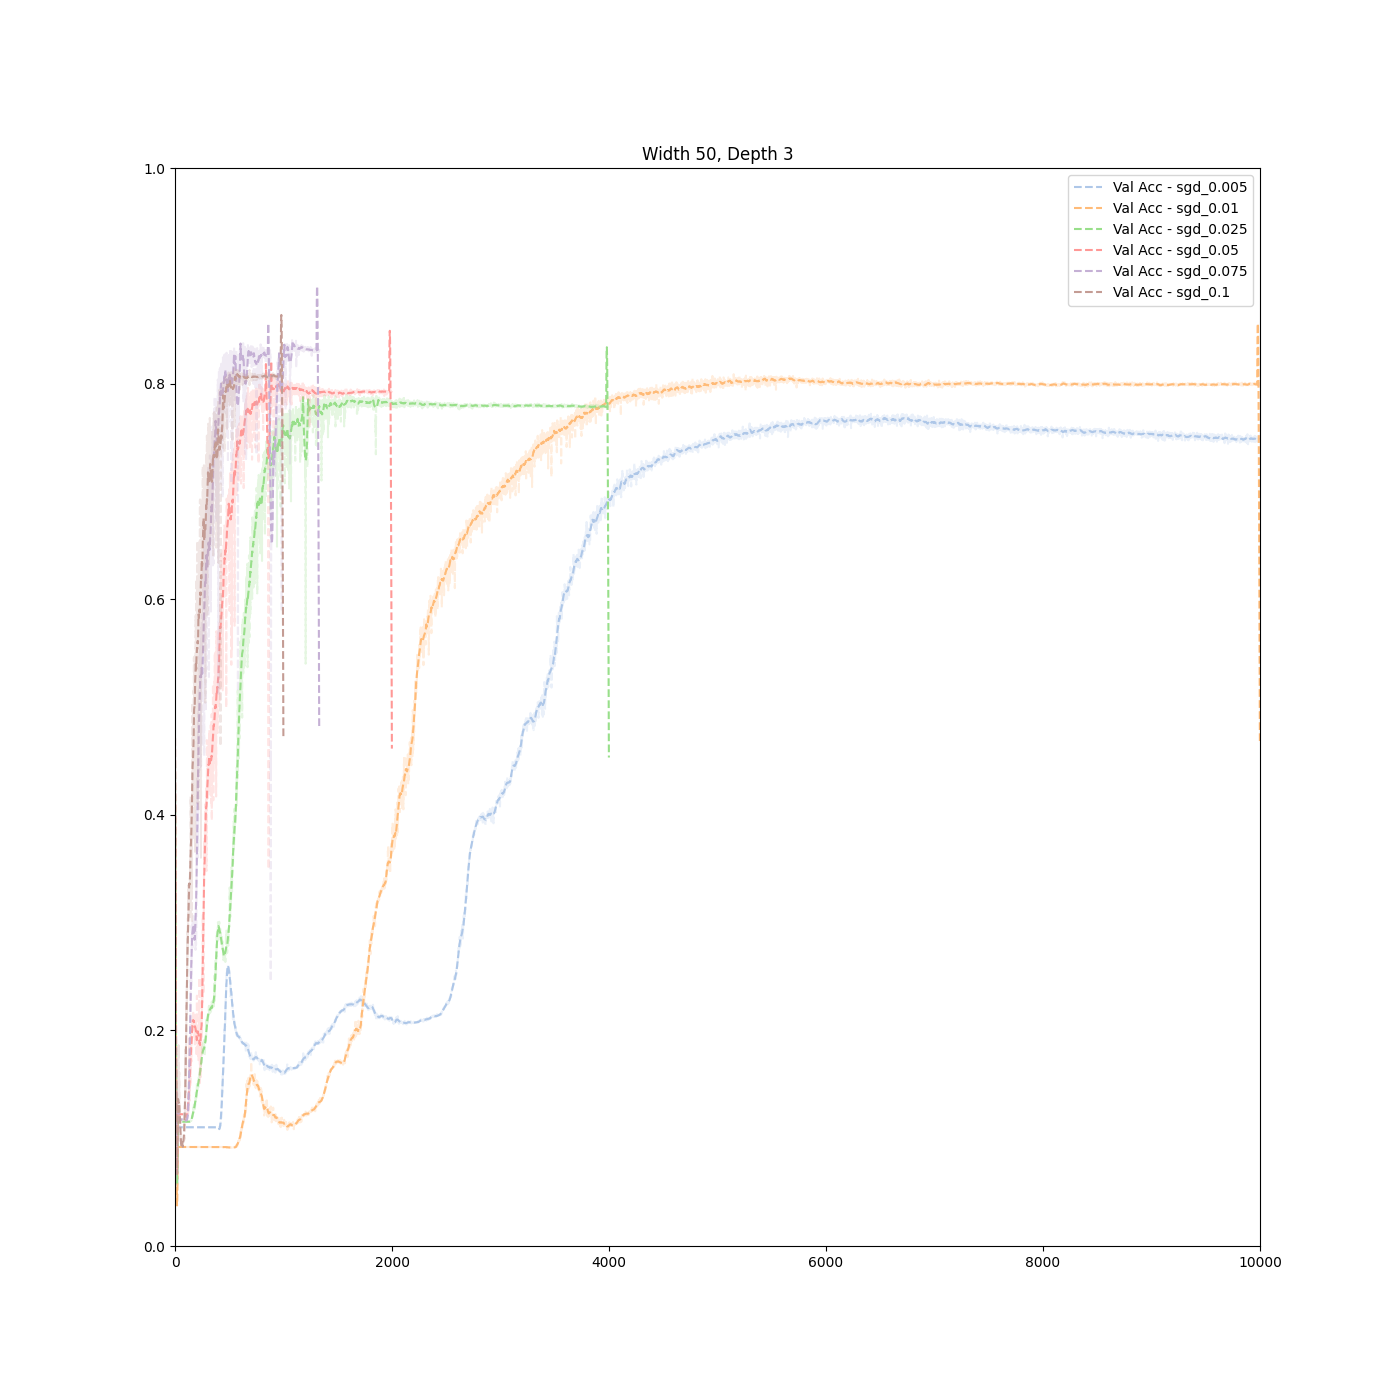 Width 50, Depth 3
1.0
0.8
0.6
0.4
0.2
0.0
0
2000
4000
6000
8000
10000
Val Acc - sgd_0.005
Val Acc - sgd_0.01
Val Acc - sgd_0.025
Val Acc - sgd_0.05
Val Acc - sgd_0.075
Val Acc - sgd_0.1